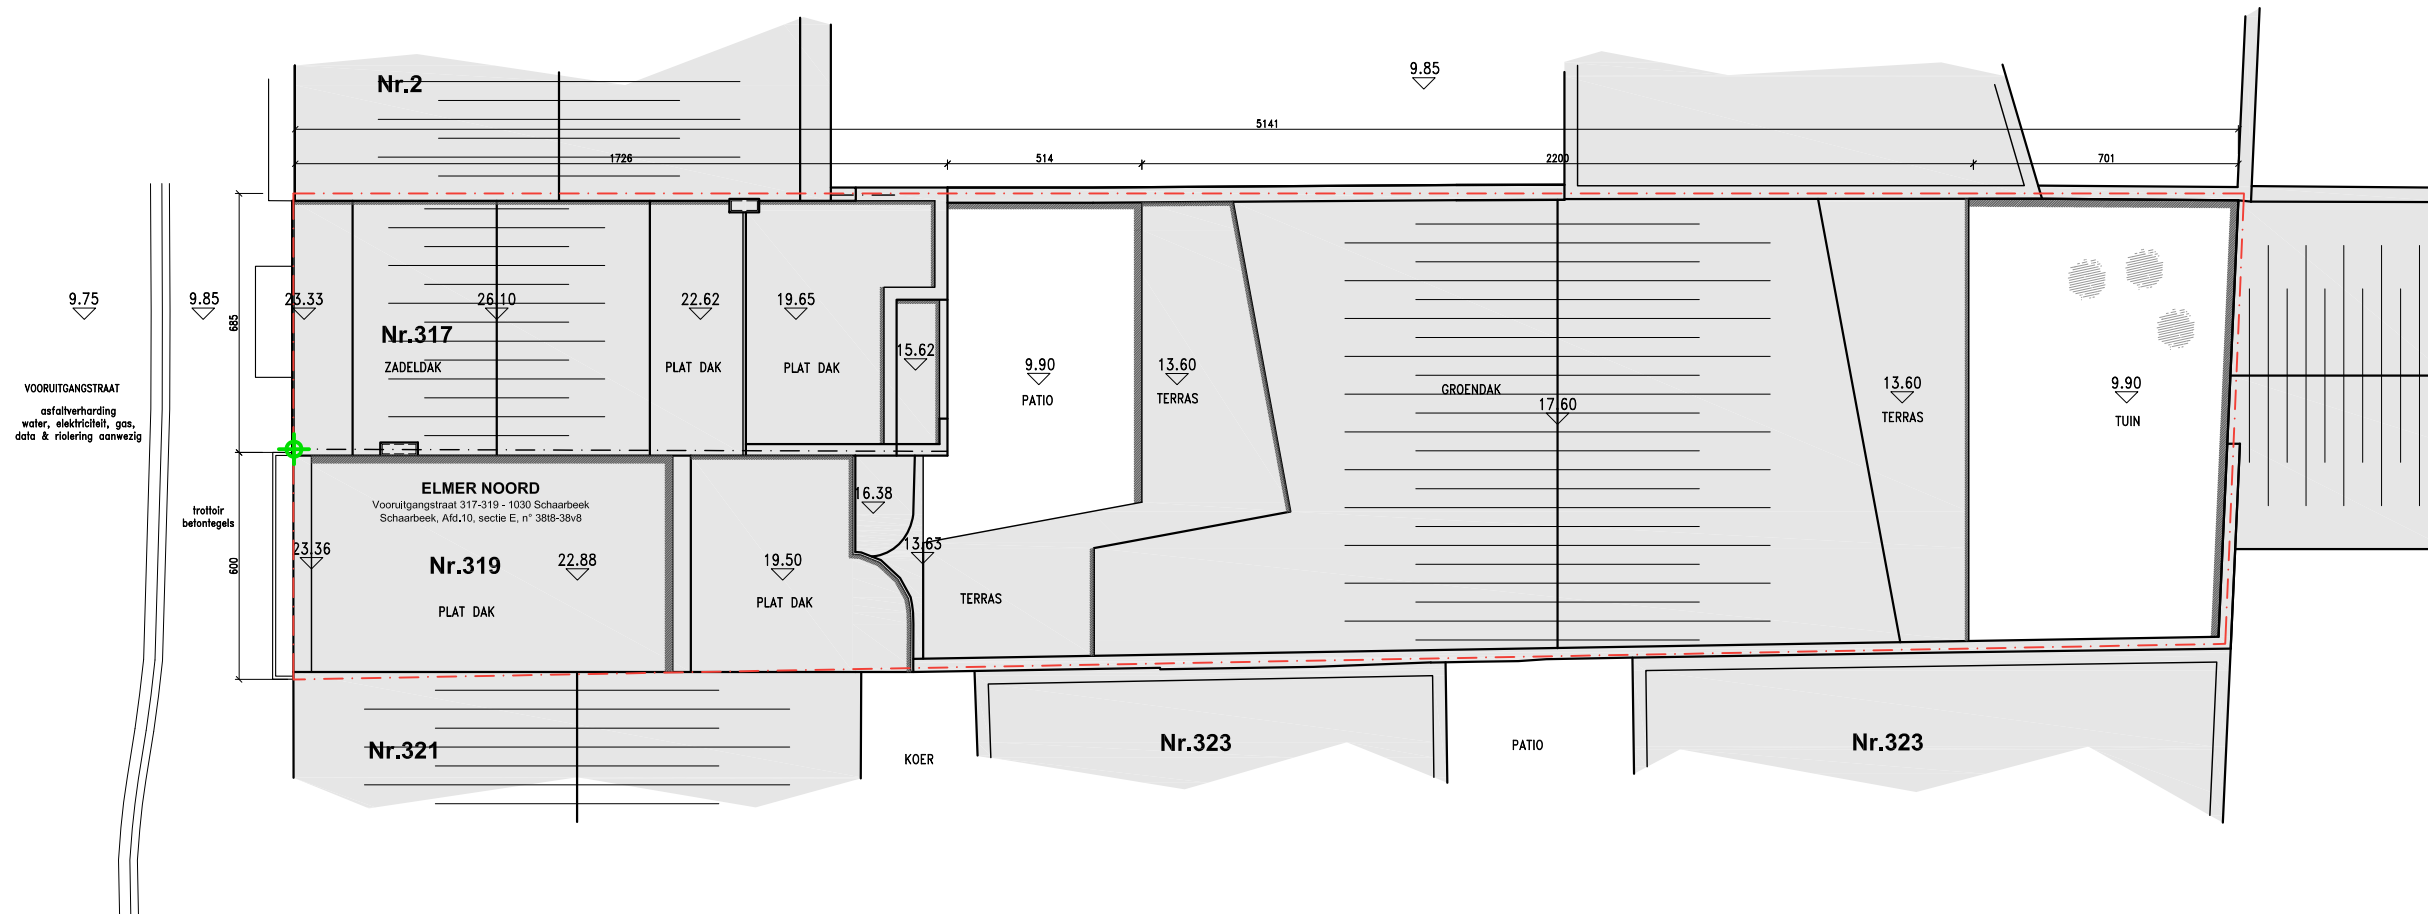 Nr.2
9.85
5141
1726
514
2200
701
9.75
9.85
685
23.33
26.10
22.62
19.65
Nr.317
ZADELDAK
PLAT DAK
PLAT DAK
15.62
9.90
PATIO
13.60
TERRAS
GROENDAK
17.60
13.60
TERRAS
9.90
TUIN
VOORUITGANGSTRAAT
asfaltverharding
water, elektriciteit, gas,
data & riolering aanwezig
trottoir
betontegels
600
ELMER NOORD
Vooruitgangstraat 317-319 - 1030 Schaarbeek
Schaarbeek, Afd.10, sectie E, n° 38t8-38v8
23.36
Nr.319
22.88
PLAT DAK
19.50
PLAT DAK
16.38
13.63
TERRAS
Nr.321
KOER
Nr.323
PATIO
Nr.323